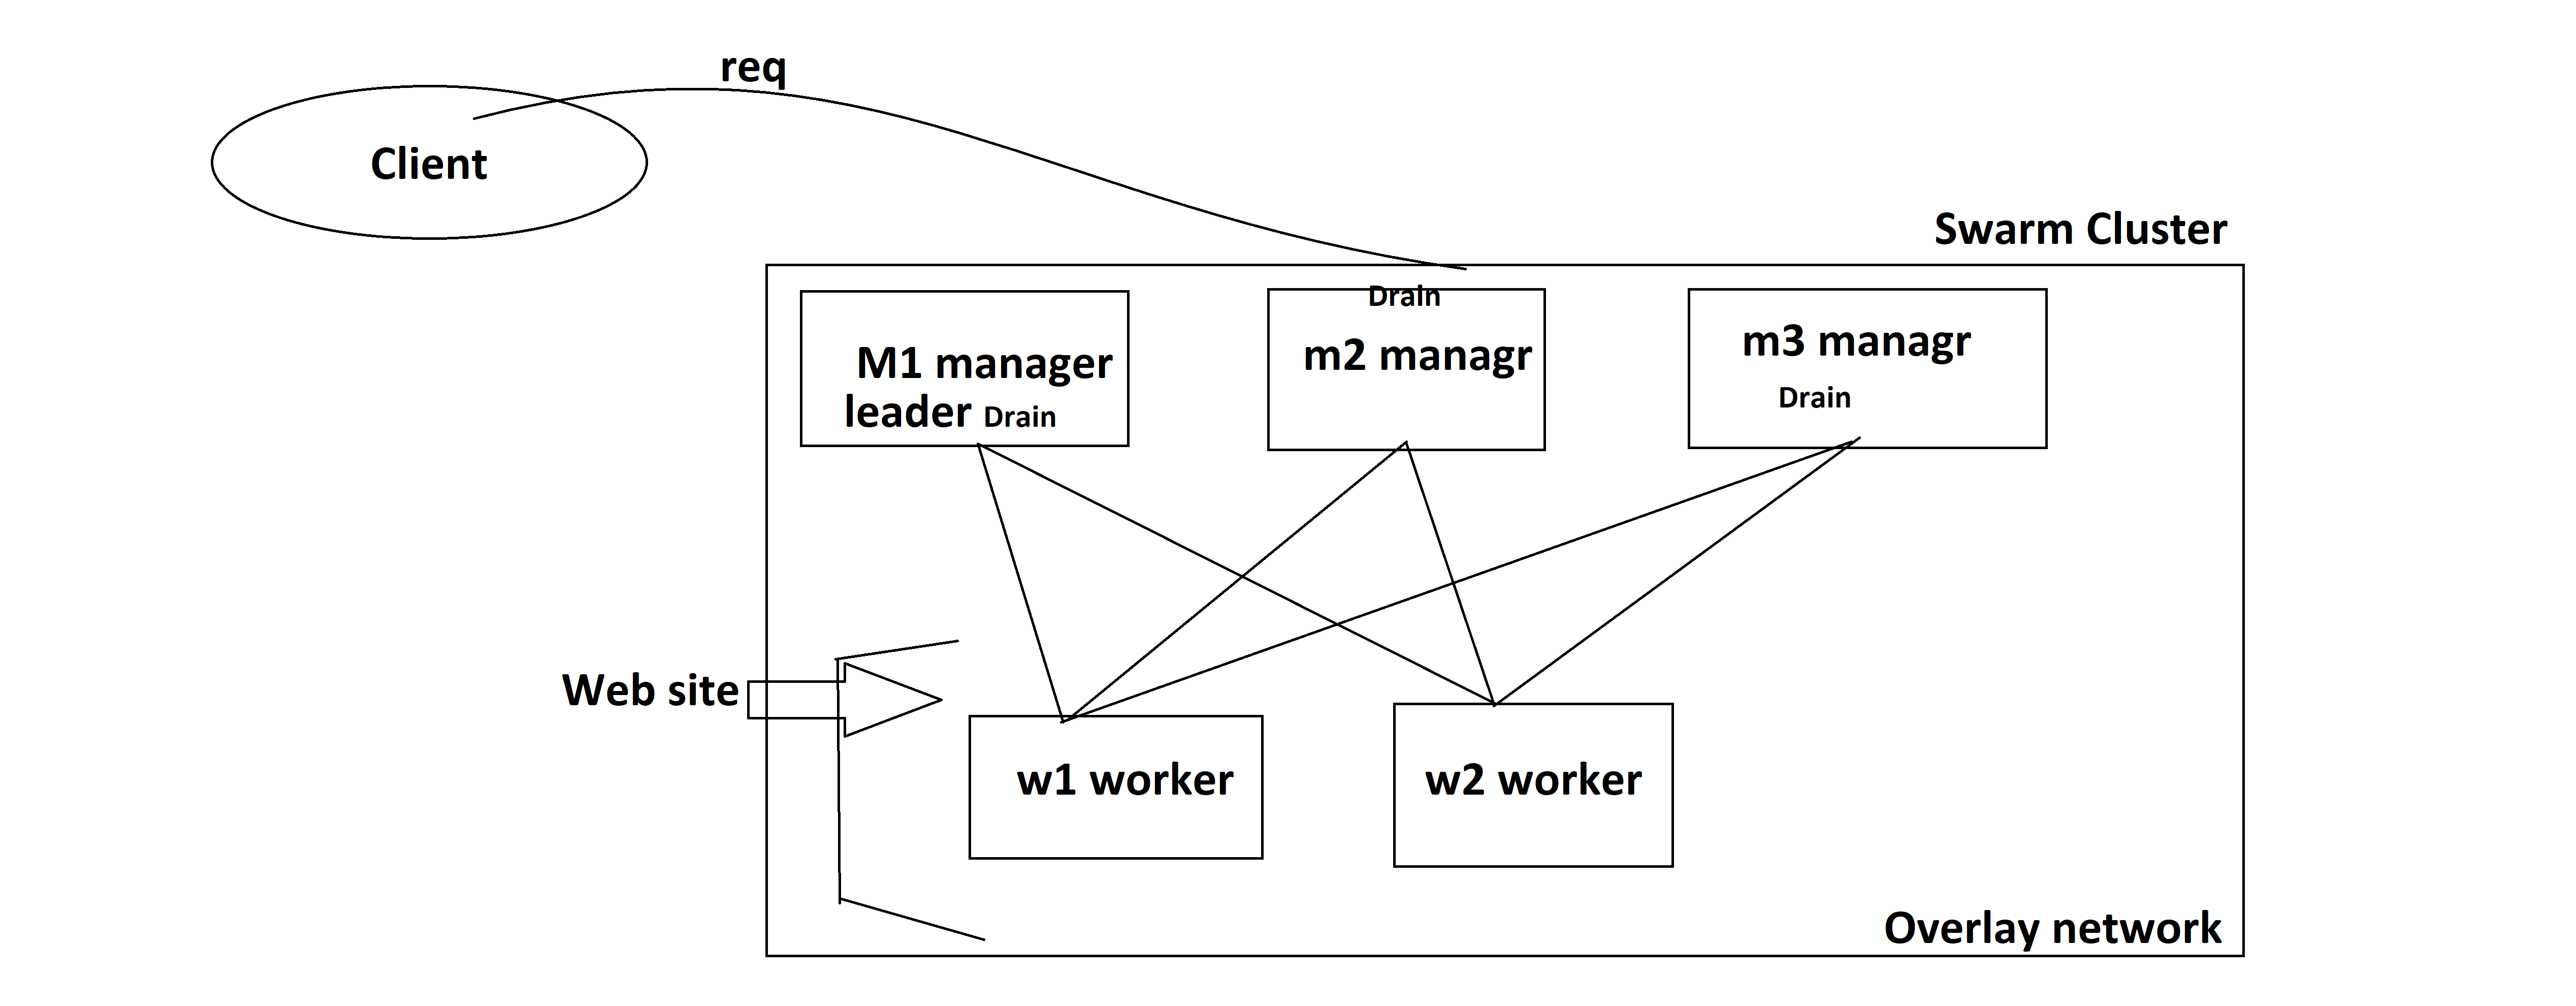 req
Client
Swarm Cluster
Drain
M1 manager
leader Drain
m2 managr
m3 managr
Drain
Web site
w1 worker
w2 worker
Overlay network